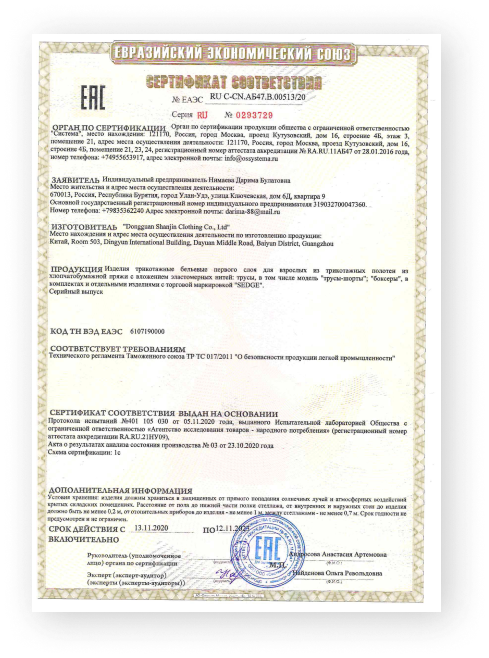 ЕВРАЗИЙСКИЙ ЭКОНОМИЧЕСКИЙ СОЮЗ
СЕРТИФИКАТ СООТВЕТСТВИЯ
ЕАС
№ ЕАЭС RU С-CN.АБ47.В.00513/20
Серия RU № 0293729
ОРГАН ПО СЕРТИФИКАЦИИ Орган по сертификации продукции общества с ограниченной ответственностью
"Система", место нахождения: 121170, Россия, город Москва, проезд Кутузовский, дом 16, строение 4Б, этаж 3,
помещение 21, адрес осуществления деятельности: 121170, Россия, город Москва, проезд Кутузовский, дом 16,
строение 4Б, помещение 21, 23, 24, регистрационный номер аттестата аккредитации № RA.RU.11АБ47 от 28.01.2016 года,
номер телефона: +74955653917, адрес электронной почты: info@ossystema.ru
ЗАЯВИТЕЛЬ Индивидуальный предприниматель Нимаева Дарима Булатовна
Место жительства и адрес места осуществления деятельности:
670013, Россия, Республика Бурятия, город Улан-Удэ, улица Ключевская, дом 6Д, квартира 9
Основной государственный регистрационный номер индивидуального предпринимателя 319032700047360.
Номер телефона: +79835362240 Адрес электронной почты: darina-88@mail.ru
ИЗГОТОВИТЕЛЬ "Dongguan Shanjin Clothing Co., Ltd"
Место нахождения и адрес места осуществления деятельности по изготовлению продукции:
Китай, Room 503, Dingyun International Building, Dayuan Middle Road, Baiyun District, Guangzhou
ПРОДУКЦИЯ Изделия трикотажные бельевые первого слоя для взрослых из трикотажных полотен из
хлопчатобумажной пряжи с вложением эластомерных нитей: трусы, в том числе модель "трусы-шорты"; "боксеры", в
комплектах и отдельными изделиями с торговой маркировкой "SEDGE".
Серийный выпуск
КОД ТН ВЭД ЕАЭС 6107190000
СООТВЕТСТВУЕТ ТРЕБОВАНИЯМ
Технического регламента Таможенного союза ТР ТС 017/2011 "О безопасности продукции легкой промышленности"
СЕРТИФИКАТ СООТВЕТСТВИЯ ВЫДАН НА ОСНОВАНИИ
Протокола испытаний №401 105 030 от 05.11.2020 года, выданного Испытательной лабораторией Общества с
ограниченной ответственностью «Агентство исследования товаров - народного потребления» (регистрационный номер
аттестата аккредитации RA.RU.21НУ09),
Акта о результатах анализа состояния производства № 03 от 23.10.2020 года
Схема сертификации: 1с
ДОПОЛНИТЕЛЬНАЯ ИНФОРМАЦИЯ
Условия хранения: изделия должны храниться в защищенных от прямого попадания солнечных лучей и атмосферных воздействий
крытых складских помещениях. Расстояние от пола до нижней части полки стеллажа, от внутренних и наружных стен до изделия
должны быть не менее 0,2 м, от отопительных приборов до изделия - не менее 1 м, между стеллажами - не менее 0,7 м. Срок годности не
предусмотрен и не ограничен.
СРОК ДЕЙСТВИЯ С 13.11.2020 ПО 12.11.2023
ВКЛЮЧИТЕЛЬНО
Руководитель (уполномоченное
лицо) органа по сертификации
Анастасия Артемовна
(Ф.И.О.)
М.П.
ЕАС
Эксперт (эксперт-аудитор)
(эксперты (эксперты-аудиторы))
Найденова Ольга Револьдовна
(Ф.И.О.)